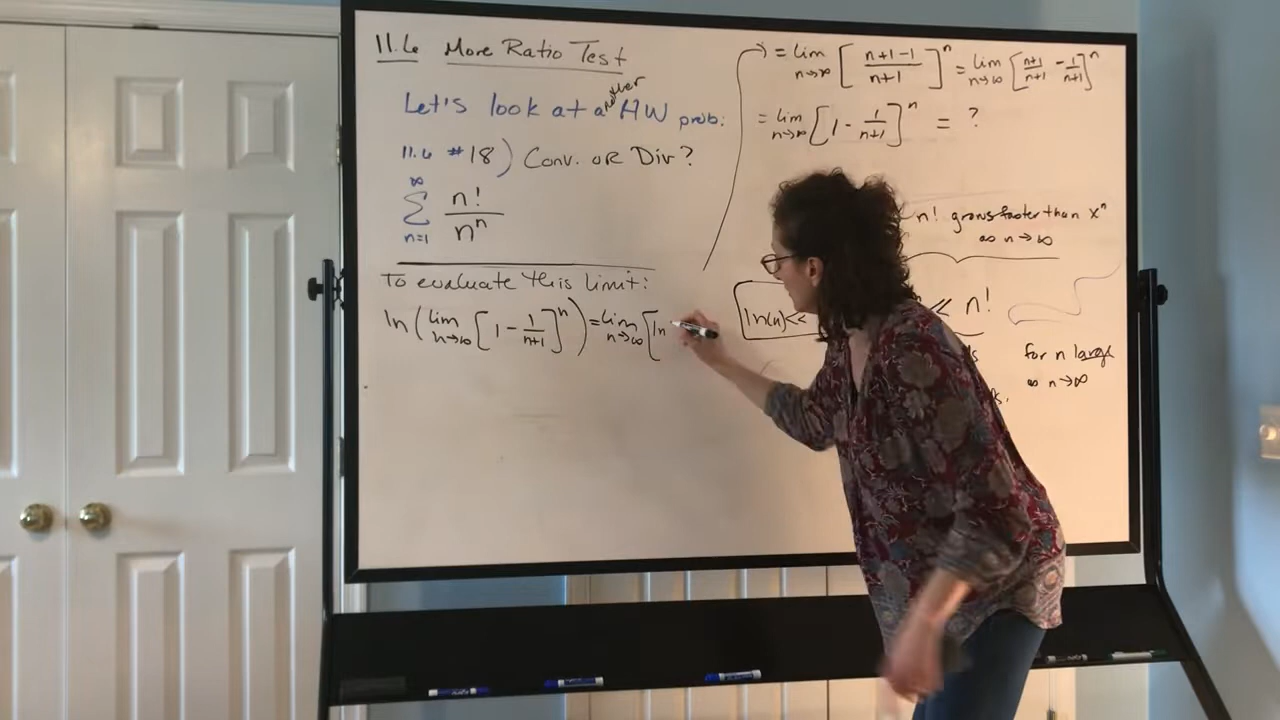 11.6 More Ratio Test
Let's look at another HW prob:
11.6 #18) Conv. OR Div?
∞
∑ n!/nⁿ
n=1
To evaluate this limit:
ln(lim n→∞ [1 - 1/(n+1)]ⁿ) = lim n→∞ [ln
= lim n→∞ [(n+1-1)/(n+1)]ⁿ = lim n→∞ [(n+1)/(n+1) - 1/(n+1)]ⁿ
= lim n→∞ [1 - 1/(n+1)]ⁿ = ?
n! grows faster than xⁿ
as n→∞
ln(n) << << n!
for n large
as n→∞